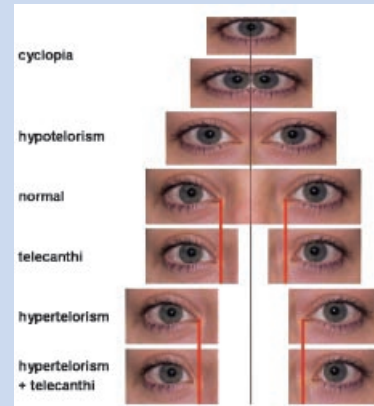 cyclopia
hypotelorism
normal
telecanthi
hypertelorism
hypertelorism
+ telecanthi